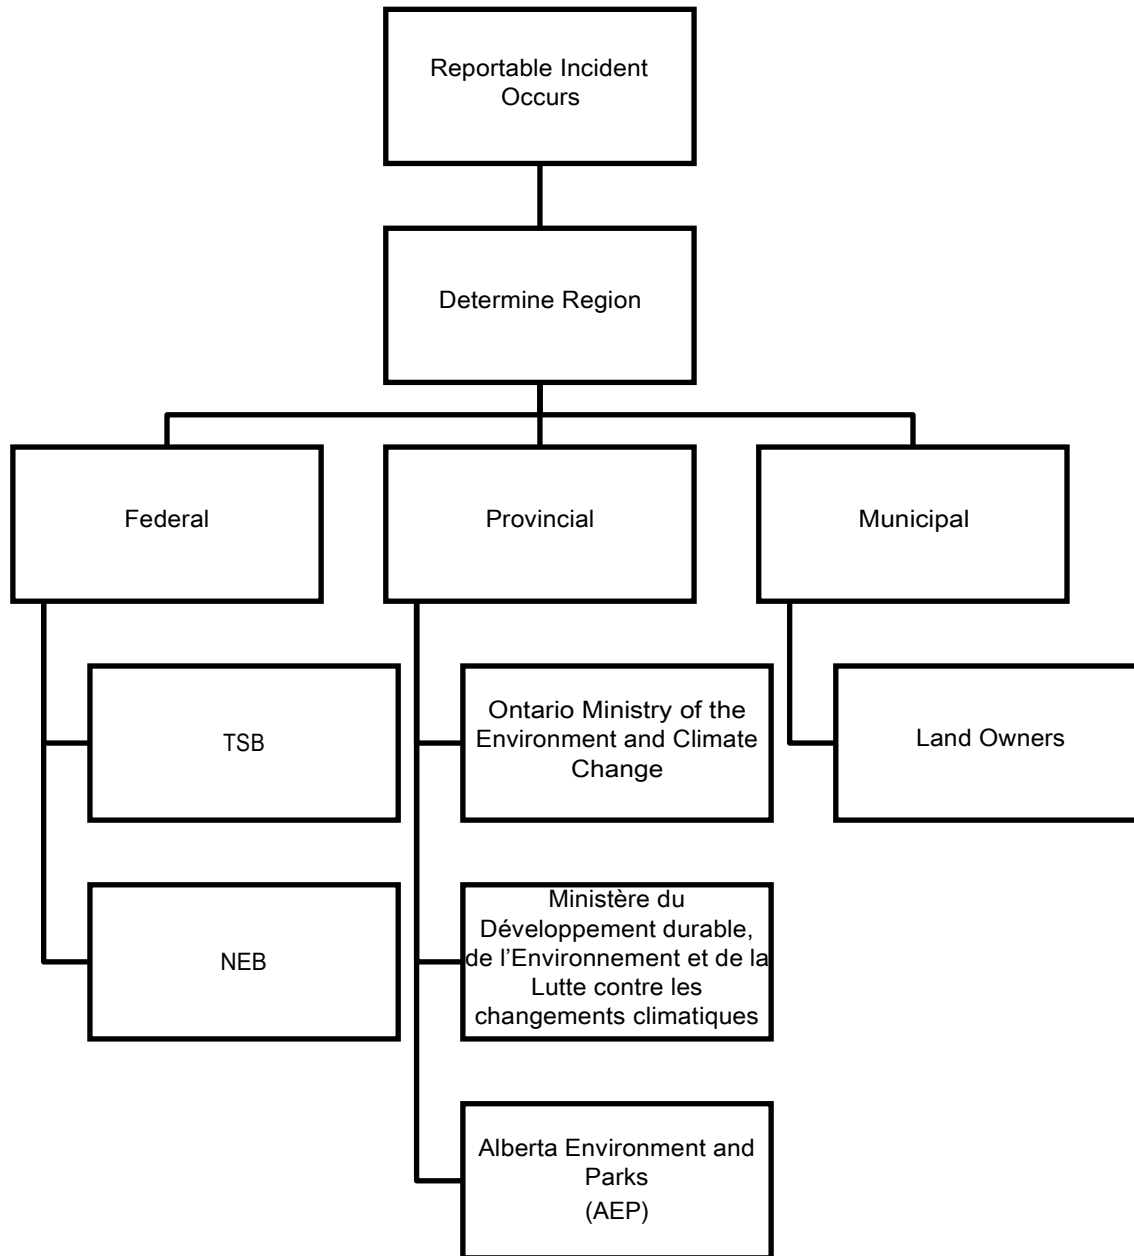 Reportable Incident
Occurs
Determine Region
Federal
Provincial
Municipal
TSB
Ontario Ministry of the
Environment and Climate
Change
Land Owners
NEB
Ministère du
Développement durable,
de l’Environnement et de la
Lutte contre les
changements climatiques
Alberta Environment and
Parks
(AEP)